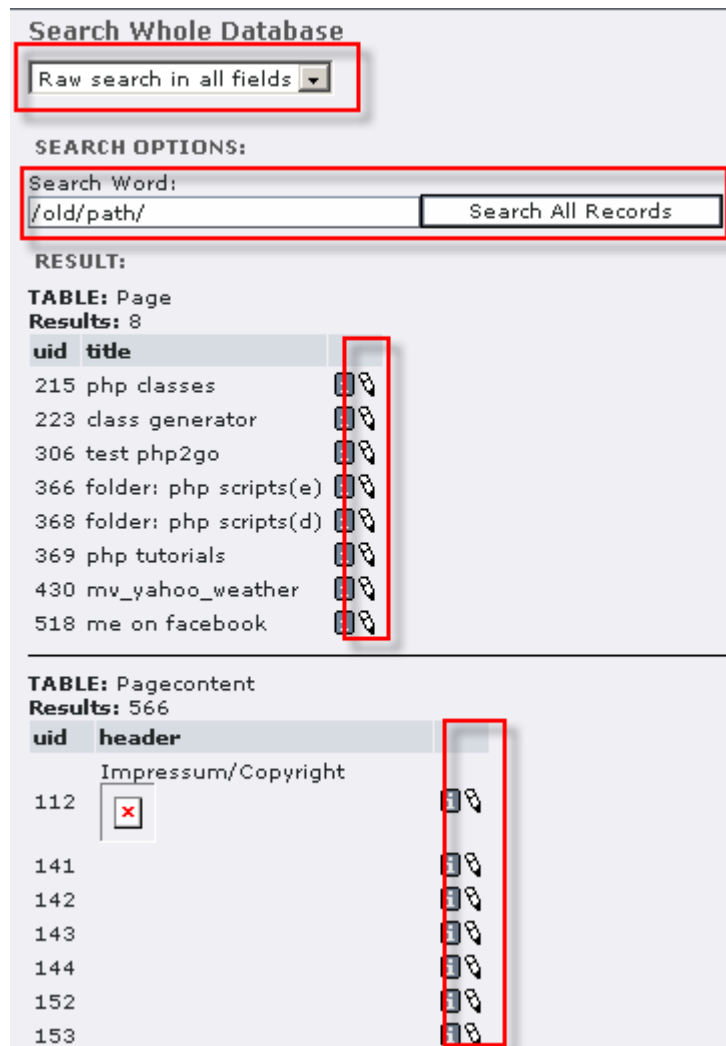 Search Whole Database
Raw search in all fields
SEARCH OPTIONS:
Search Word:
/old/path/ Search All Records
RESULT:
TABLE: Page
Results: 8
uid title
215 php classes
223 class generator
306 test php2go
366 folder: php scripts(e)
368 folder: php scripts(d)
369 php tutorials
430 mv_yahoo_weather
518 me on facebook
TABLE: Pagecontent
Results: 566
uid header
Impressum/Copyright
112
141
142
143
144
152
153